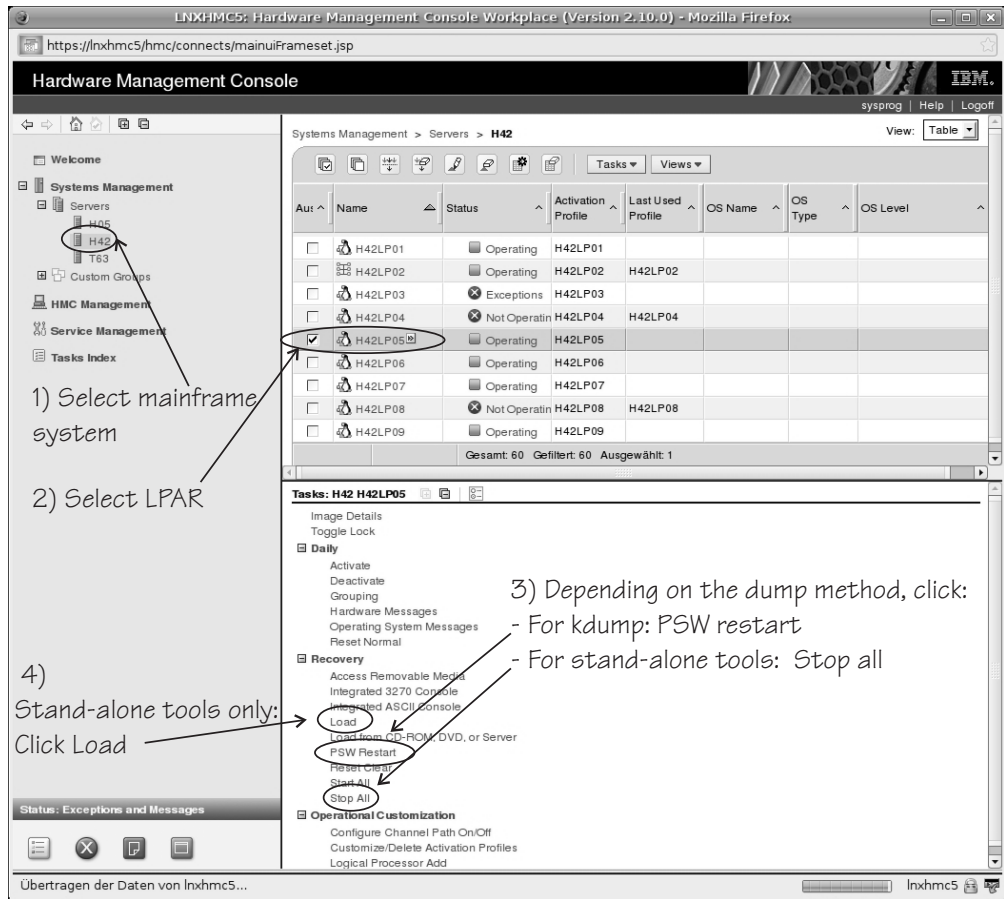 LNXHMC5: Hardware Management Console Workplace (Version 2.10.0) - Mozilla Firefox
https://lnxhmc5/hmc/connects/mainuiFrameset.jsp
Hardware Management Console
IBM.
sysprog | Help | Logoff
Welcome
Systems Management
Servers
H05
H42
T63
Custom Groups
HMC Management
Service Management
Tasks Index
1) Select mainframe
system
2) Select LPAR
4)
Stand-alone tools only:
Click Load
Status: Exceptions and Messages
Systems Management > Servers > H42
View: Table
Tasks Views
Aus Name Status Activation Profile Last Used Profile OS Name OS Type OS Level
H42LP01 Operating H42LP01
H42LP02 Operating H42LP02 H42LP02
H42LP03 Exceptions H42LP03
H42LP04 Not Operatin H42LP04 H42LP04
H42LP05 Operating H42LP05
H42LP06 Operating H42LP06
H42LP07 Operating H42LP07
H42LP08 Not Operatin H42LP08 H42LP08
H42LP09 Operating H42LP09
Gesamt: 60 Gefiltert: 60 Ausgewählt: 1
Tasks: H42 H42LP05
Image Details
Toggle Lock
Daily
Activate
Deactivate
Grouping
Hardware Messages
Operating System Messages
Reset Normal
Recovery
Access Removable Media
Integrated 3270 Console
Integrated ASCII Console
Load
Load from CD-ROM, DVD, or Server
PSW Restart
Reset Clear
Start All
Stop All
Operational Customization
Configure Channel Path On/Off
Customize/Delete Activation Profiles
Logical Processor Add
3) Depending on the dump method, click:
- For kdump: PSW restart
- For stand-alone tools: Stop all
Übertragen der Daten von lnxhmc5...
lnxhmc5